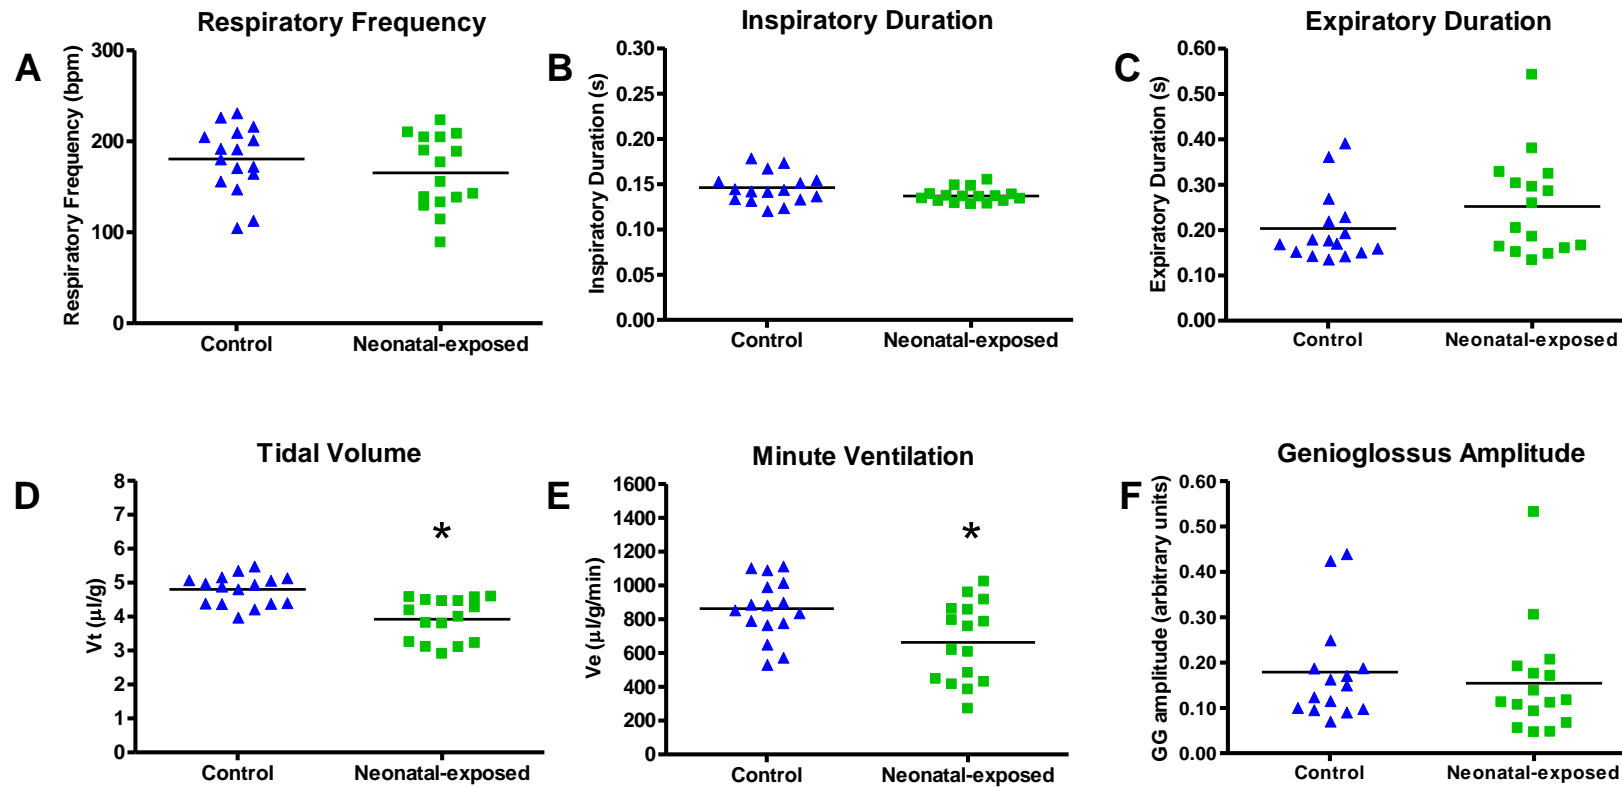 Respiratory Frequency
A
Respiratory Frequency (bpm)
300
200
100
0
Control
Neonatal-exposed
Inspiratory Duration
B
Inspiratory Duration (s)
0.30
0.25
0.20
0.15
0.10
0.05
0.00
Control
Neonatal-exposed
Expiratory Duration
C
Expiratory Duration (s)
0.60
0.50
0.40
0.30
0.20
0.10
0.00
Control
Neonatal-exposed
Tidal Volume
D
Vt (μl/g)
8
7
6
5
4
3
2
1
0
*
Control
Neonatal-exposed
Minute Ventilation
E
Ve (μl/g/min)
1600
1400
1200
1000
800
600
400
200
0
*
Control
Neonatal-exposed
Genioglossus Amplitude
F
GG amplitude (arbitrary units)
0.60
0.50
0.40
0.30
0.20
0.10
0.00
Control
Neonatal-exposed